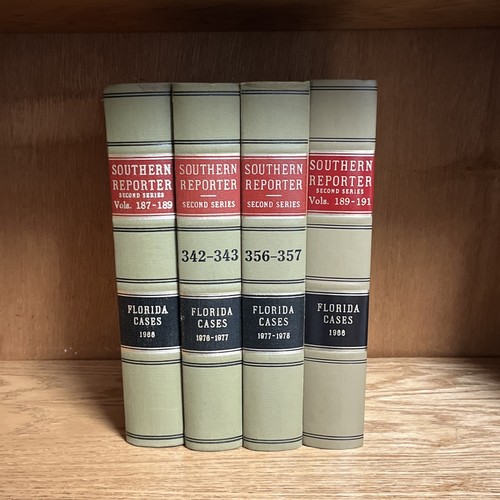 SOUTHERN
REPORTER
SECOND SERIES
Vols. 187-189
FLORIDA
CASES
1966
SOUTHERN
REPORTER
SECOND SERIES
342-343
FLORIDA
CASES
1976-1977
SOUTHERN
REPORTER
SECOND SERIES
356-357
FLORIDA
CASES
1977-1978
SOUTHERN
REPORTER
SECOND SERIES
Vols. 189-191
FLORIDA
CASES
1966